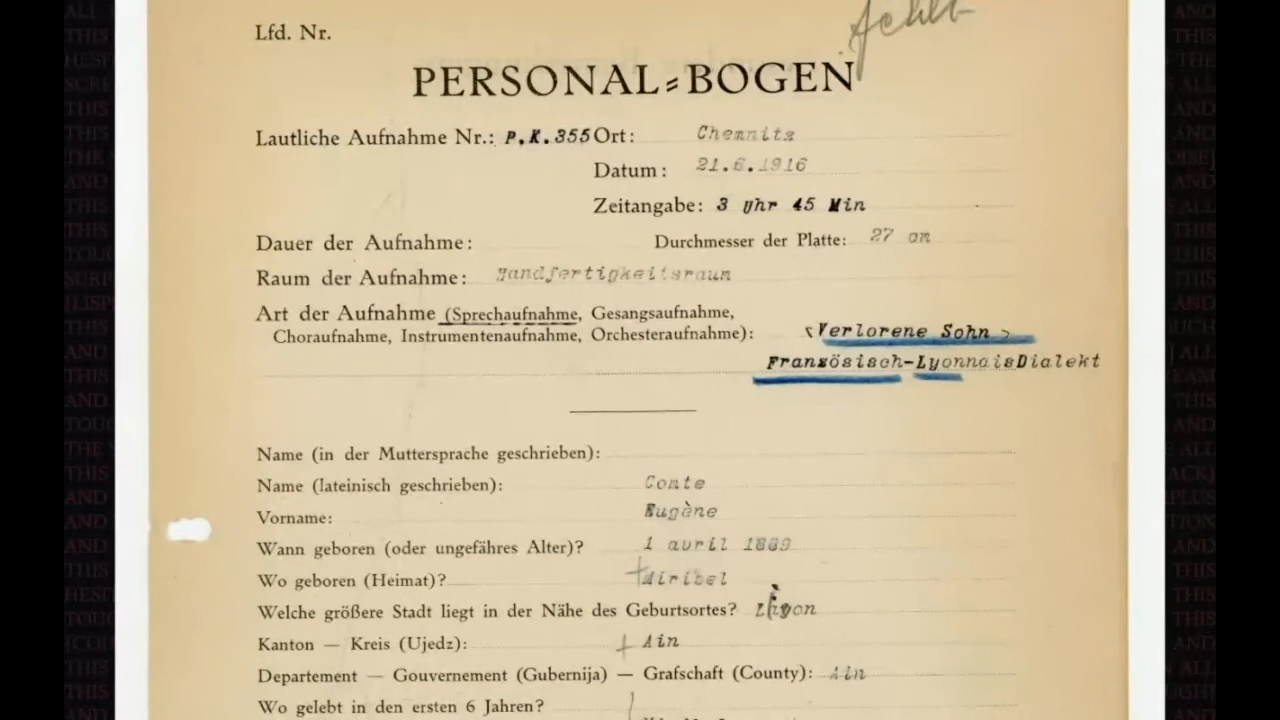 fehlt
Lfd. Nr.
PERSONAL-BOGEN
Lautliche Aufnahme Nr.: P.K.355 Ort: Chemnitz
Datum: 21.6.1916
Zeitangabe: 3 Uhr 45 Min
Dauer der Aufnahme: Durchmesser der Platte: 27 cm
Raum der Aufnahme: Handfertigkeitsraum
Art der Aufnahme (Sprechaufnahme, Gesangsaufnahme,
Choraufnahme, Instrumentenaufnahme, Orchesteraufnahme): <Verlorene Sohn>
Französisch-LyonnaisDialekt
Name (in der Muttersprache geschrieben):
Name (lateinisch geschrieben): Conte
Vorname: Eugène
Wann geboren (oder ungefähres Alter)? 1 avril 1889
Wo geboren (Heimat)? Miribel
Welche größere Stadt liegt in der Nähe des Geburtsortes? Lyon
Kanton — Kreis (Ujedz): Ain
Departement — Gouvernement (Gubernija) — Grafschaft (County): Ain
Wo gelebt in den ersten 6 Jahren?